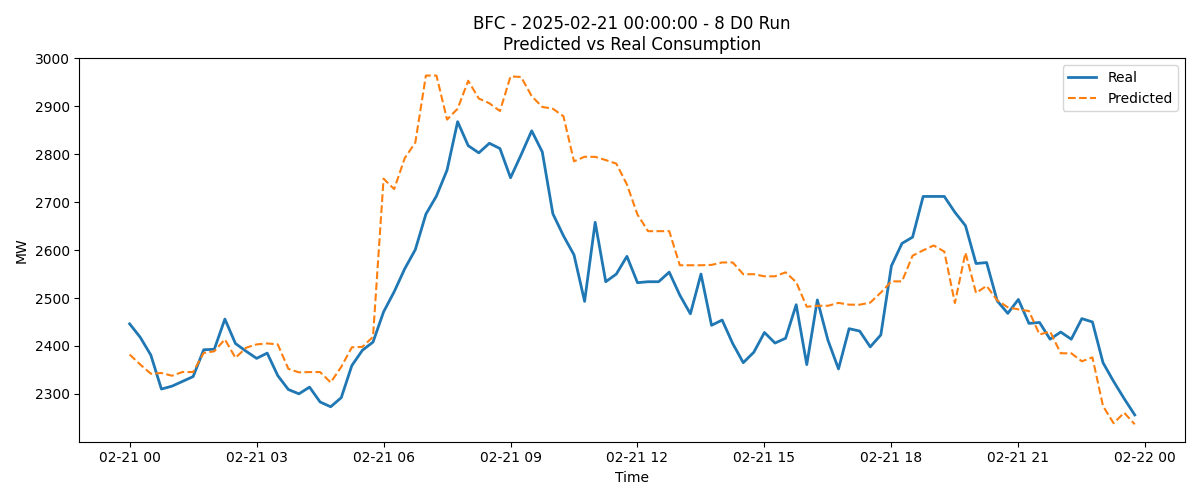 BFC - 2025-02-21 00:00:00 - 8 D0 Run
Predicted vs Real Consumption
3000
2900
2800
2700
2600
2500
2400
2300
MW
Real
Predicted
02-21 00
02-21 03
02-21 06
02-21 09
02-21 12
02-21 15
02-21 18
02-21 21
02-22 00
Time